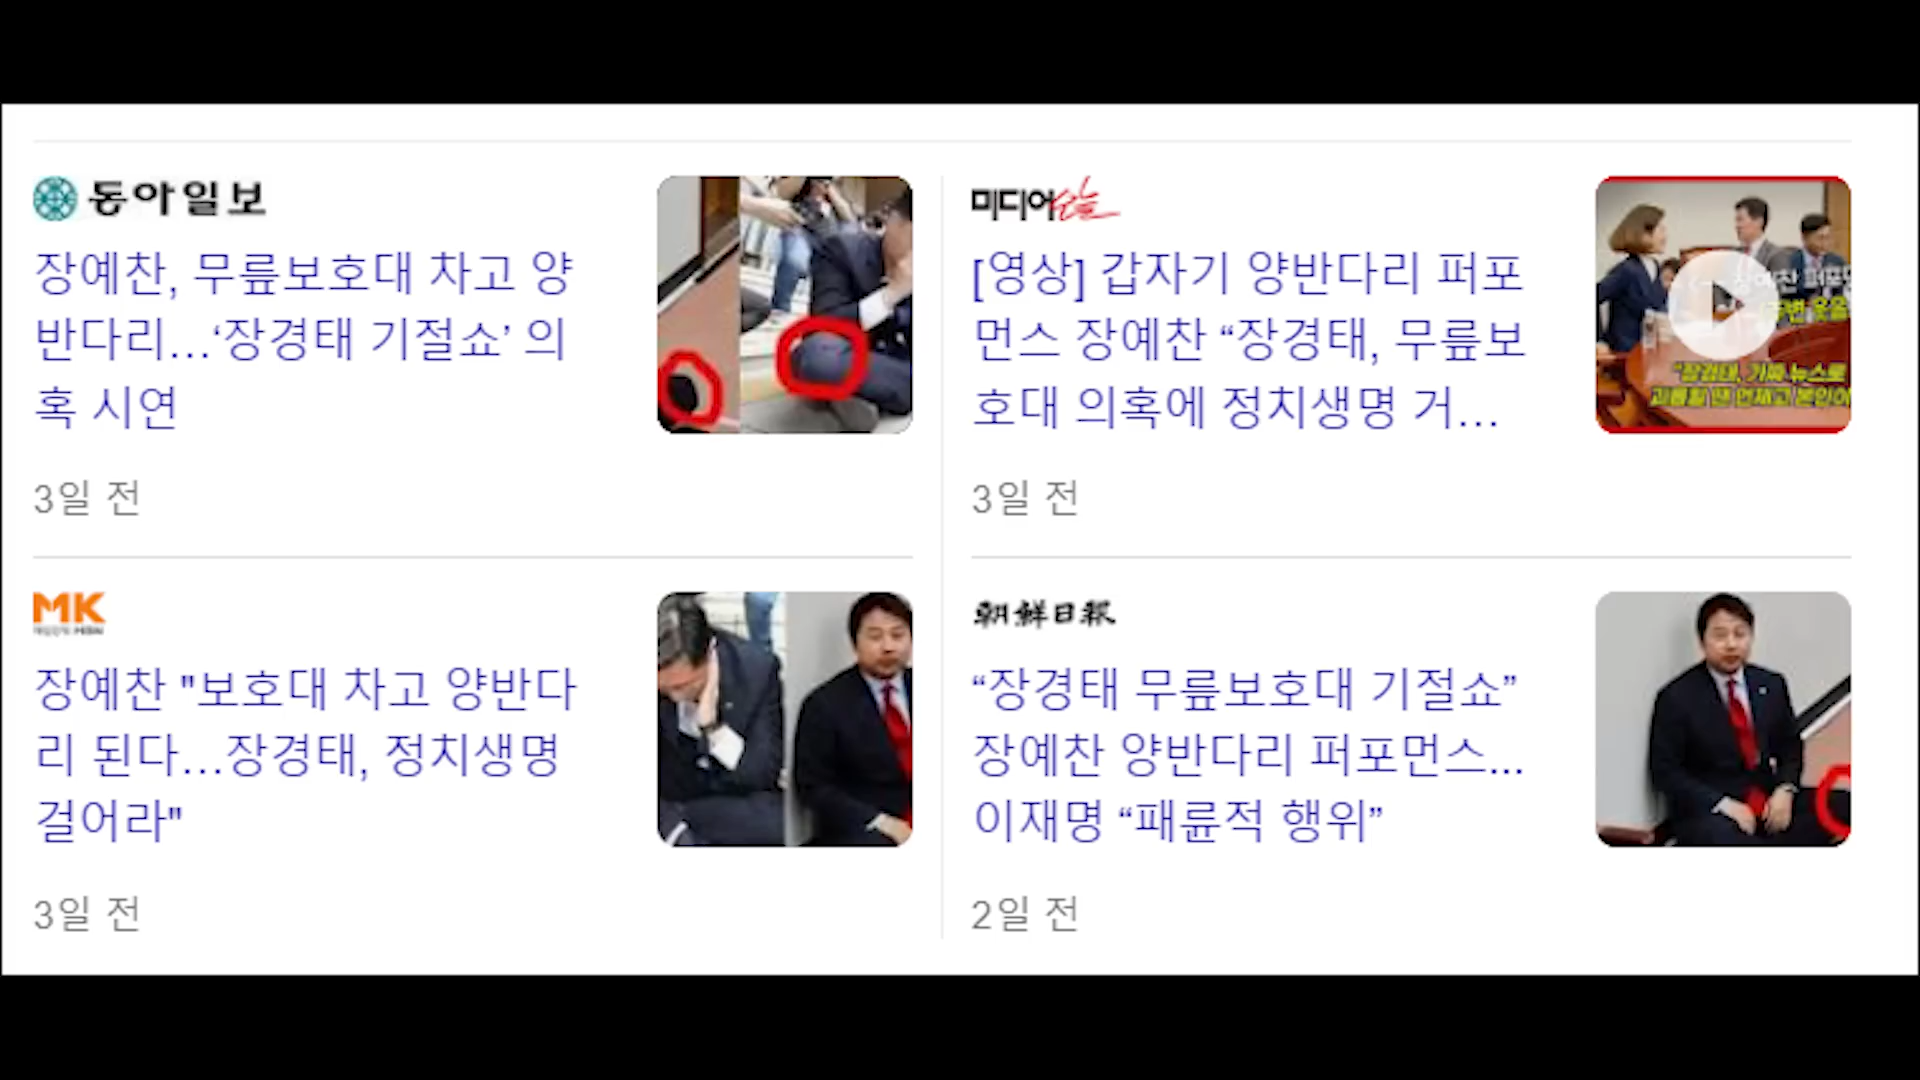 동아일보
장예찬, 무릎보호대 차고 양
반다리...‘장경태 기절쇼’ 의
혹 시연
3일 전
미디어오늘
[영상] 갑자기 양반다리 퍼포
먼스 장예찬 “장경태, 무릎보
호대 의혹에 정치생명 거...
3일 전
MK
장예찬 "보호대 차고 양반다
리 된다...장경태, 정치생명
걸어라"
3일 전
朝鮮日報
“장경태 무릎보호대 기절쇼”
장예찬 양반다리 퍼포먼스...
이재명 “패륜적 행위”
2일 전